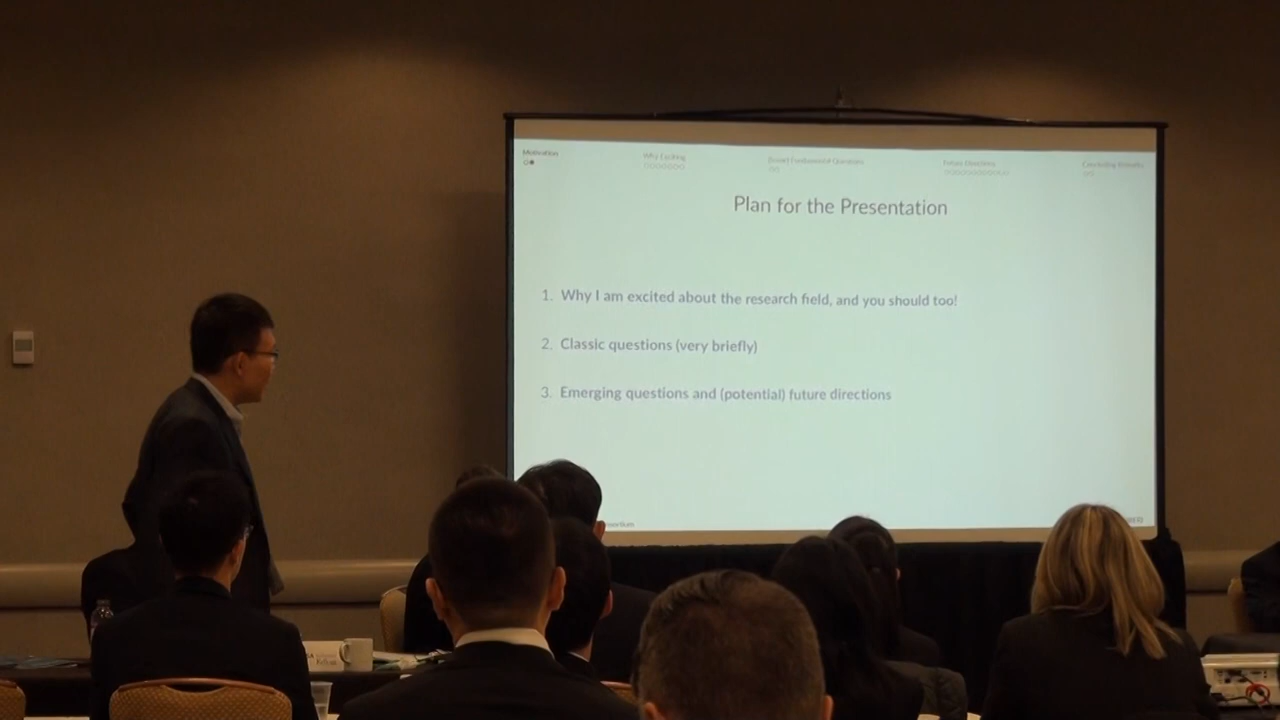 Motivation
Why Exciting
Broad Fundamental Questions
Future Directions
Concluding Remarks
Plan for the Presentation
1. Why I am excited about the research field, and you should too!
2. Classic questions (very briefly)
3. Emerging questions and (potential) future directions